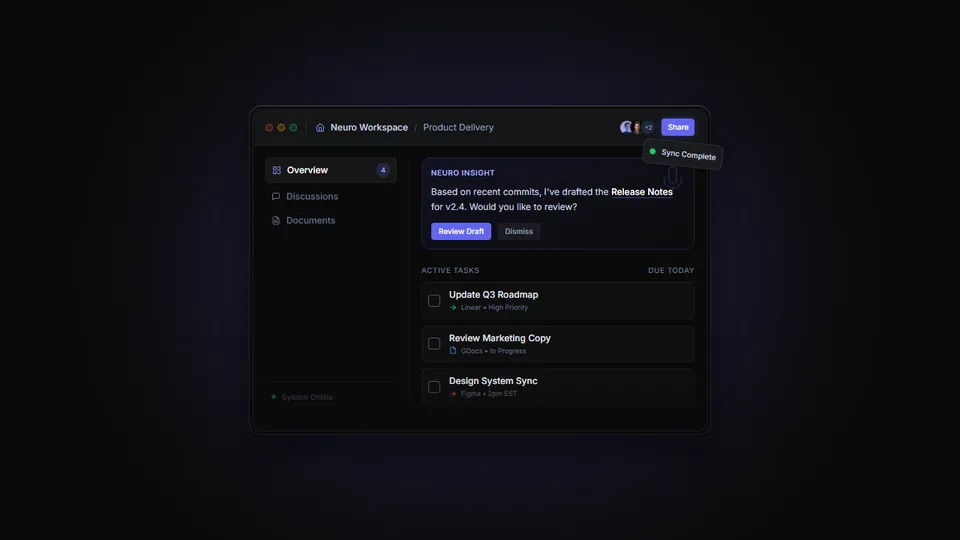 Neuro Workspace / Product Delivery
+2
Share
Sync Complete
Overview
4
Discussions
Documents
System Online
NEURO INSIGHT
Based on recent commits, I've drafted the Release Notes
for v2.4. Would you like to review?
Review Draft
Dismiss
ACTIVE TASKS
DUE TODAY
Update Q3 Roadmap
Linear • High Priority
Review Marketing Copy
GDocs • In Progress
Design System Sync
Figma • 2pm EST